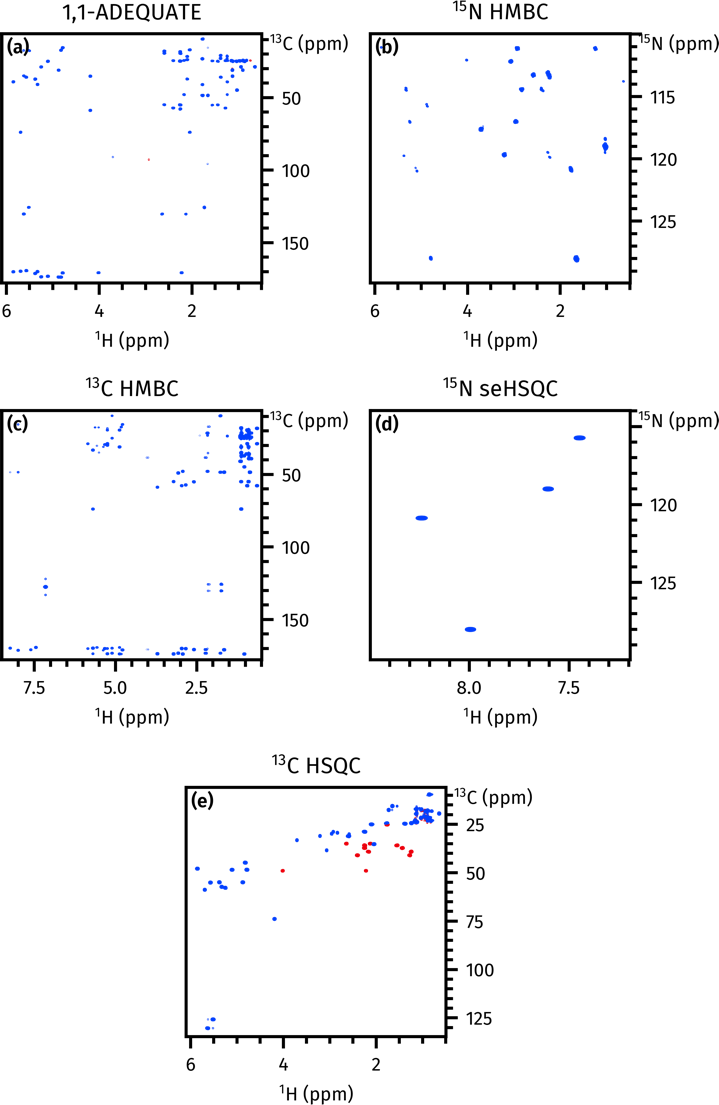 1,1-ADEQUATE
¹⁵N HMBC
(a)
¹³C (ppm)
50
100
150
6
4
2
¹H (ppm)
(b)
¹⁵N (ppm)
115
120
125
6
4
2
¹H (ppm)
¹³C HMBC
¹⁵N seHSQC
(c)
¹³C (ppm)
50
100
150
7.5
5.0
2.5
¹H (ppm)
(d)
¹⁵N (ppm)
120
125
8.0
7.5
¹H (ppm)
¹³C HSQC
(e)
¹³C (ppm)
25
50
75
100
125
6
4
2
¹H (ppm)